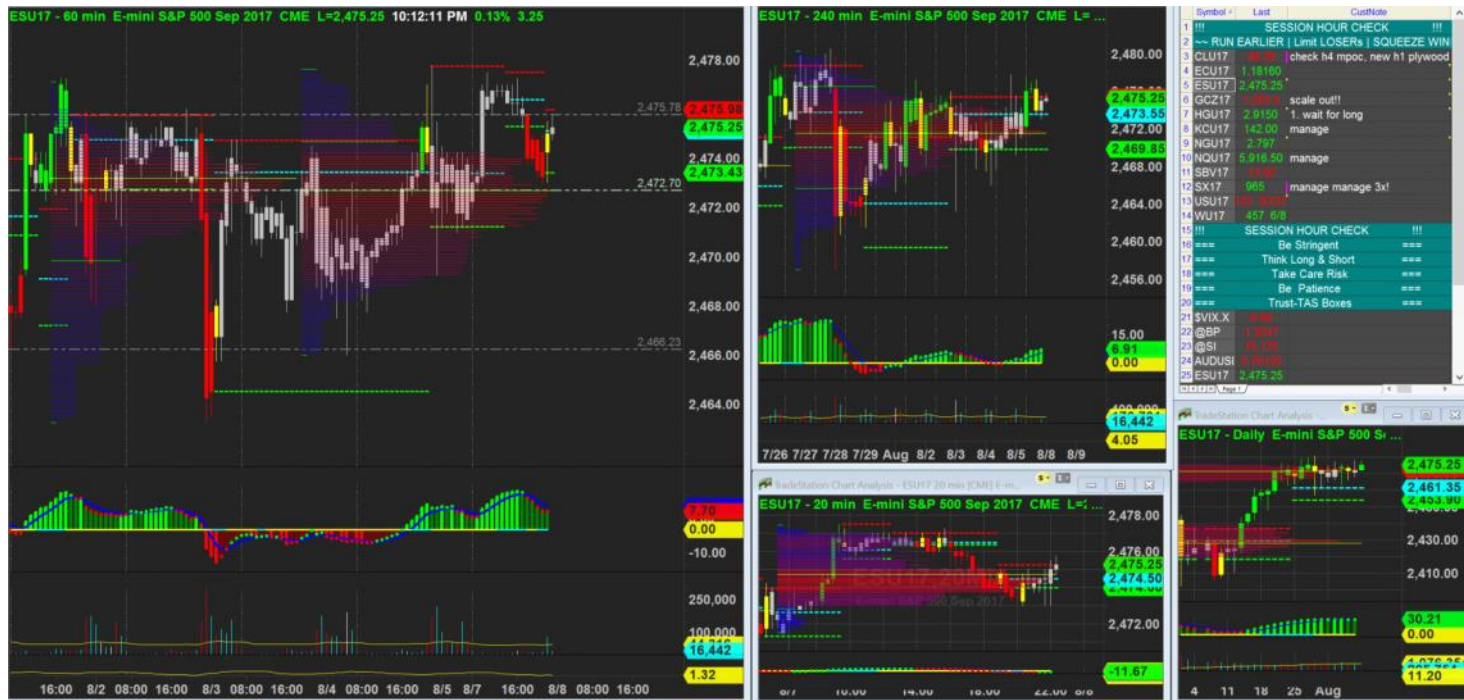 ESU17 - 60 min E-mini S&P 500 Sep 2017 CME L=2,475.25 10:12:11 PM 0.13% 3.25
2,478.00
2,475.78
2,475.98
2,475.25
2,474.00
2,473.43
2,472.70
2,472.00
2,470.00
2,468.00
2,466.23
2,466.00
2,464.00
7.70
0.00
-10.00
250,000
100,000
16,442
1.32
16:00 8/2 08:00 16:00 8/3 08:00 16:00 8/4 08:00 16:00 8/5 8/7 16:00 8/8 08:00 16:00
ESU17 - 240 min E-mini S&P 500 Sep 2017 CME L= ...
2,480.00
2,475.25
2,473.55
2,472.00
2,469.85
2,468.00
2,464.00
2,460.00
2,456.00
15.00
6.91
0.00
16,442
4.05
7/26 7/27 7/28 7/29 Aug 8/2 8/3 8/4 8/5 8/8 8/9
TradeStation Chart Analysis - ESU17 20 min [CME] E-m...
ESU17 - 20 min E-mini S&P 500 Sep 2017 CME L=2 ...
2,478.00
2,476.00
2,475.25
2,474.50
2,474.00
2,472.00
ESU17 20M
E-mini S&P 500 Sep 2017
-11.67
8/7 10:00 14:00 18:00 22:00 8/8
Symbol Last CustNote
1 !!! SESSION HOUR CHECK !!!
2 ~~ RUN EARLIER | Limit LOSERs | SQUEEZE WIN
3 CLU17 check h4 mpoc, new h1 plywood
4 ECU17 1.18160
5 ESU17 2,475.25
6 GCZ17 scale out!!
7 HGU17 2.9150 1. wait for long
8 KCU17 142.00 manage
9 NGU17 2.797
10 NQU17 5,916.50 manage
11 SBV17
12 SX17 965 manage manage 3x!
13 USU17
14 WU17 457 6/8
15 !!! SESSION HOUR CHECK !!!
16 === Be Stringent ===
17 === Think Long & Short ===
18 === Take Care Risk ===
19 === Be Patience ===
20 === Trust-TAS Boxes ===
21 $VIX.X
22 @BP
23 @SI
24 AUDUSI
25 ESU17 2,475.25
Page 1
TradeStation Chart Analysis -...
ESU17 - Daily E-mini S&P 500 S ...
2,475.25
2,461.35
2,453.90
2,430.00
2,410.00
30.21
0.00
11.20
4 11 18 25 Aug